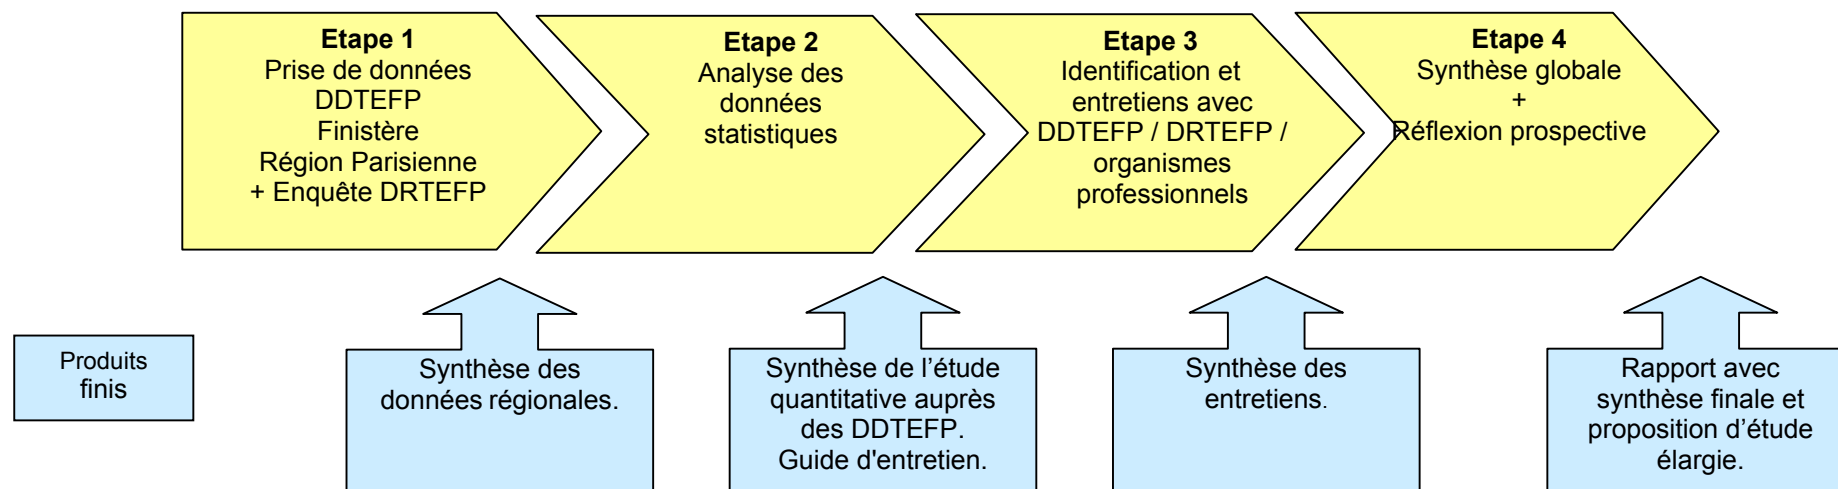 Etape 1
Prise de données
DDTEFP
Finistère
Région Parisienne
+ Enquête DRTEFP
Etape 2
Analyse des
données
statistiques
Etape 3
Identification et
entretiens avec
DDTEFP / DRTEFP /
organismes
professionnels
Etape 4
Synthèse globale
+
Réflexion prospective
Produits
finis
Synthèse des
données régionales.
Synthèse de l’étude
quantitative auprès
des DDTEFP.
Guide d'entretien.
Synthèse des
entretiens.
Rapport avec
synthèse finale et
proposition d’étude
élargie.